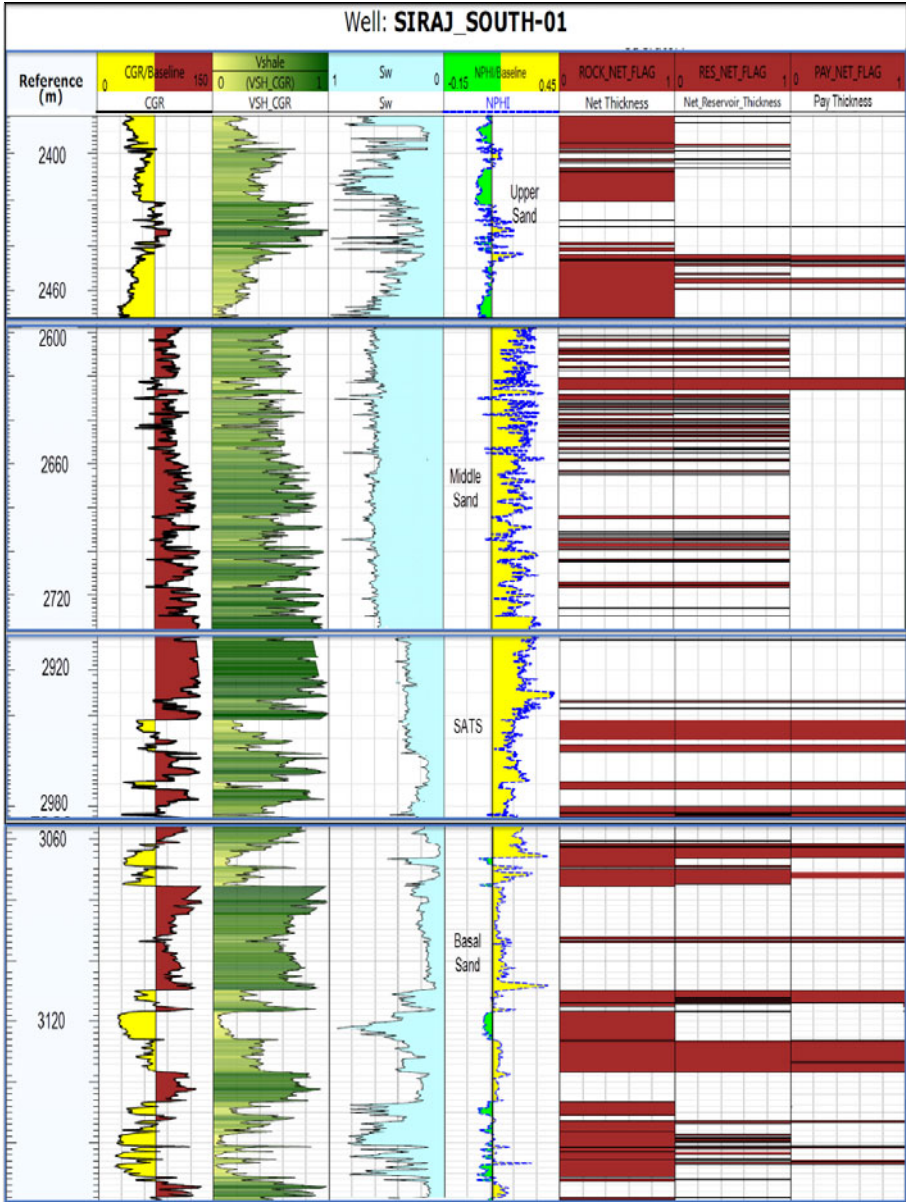 Well: SIRAJ_SOUTH-01
Reference
(m)
CGR/Baseline
0 150
CGR
Vshale
0 (VSH_CGR) 1
VSH_CGR
Sw
1 0
Sw
NPHI/Baseline
-0.15 0.45
NPHI
ROCK_NET_FLAG
0 1
Net Thickness
RES_NET_FLAG
0 1
Net_Reservoir_Thickness
PAY_NET_FLAG
0 1
Pay Thickness
2400
Upper
Sand
2460
2600
2660
Middle
Sand
2720
2920
SATS
2980
3060
Basal
Sand
3120